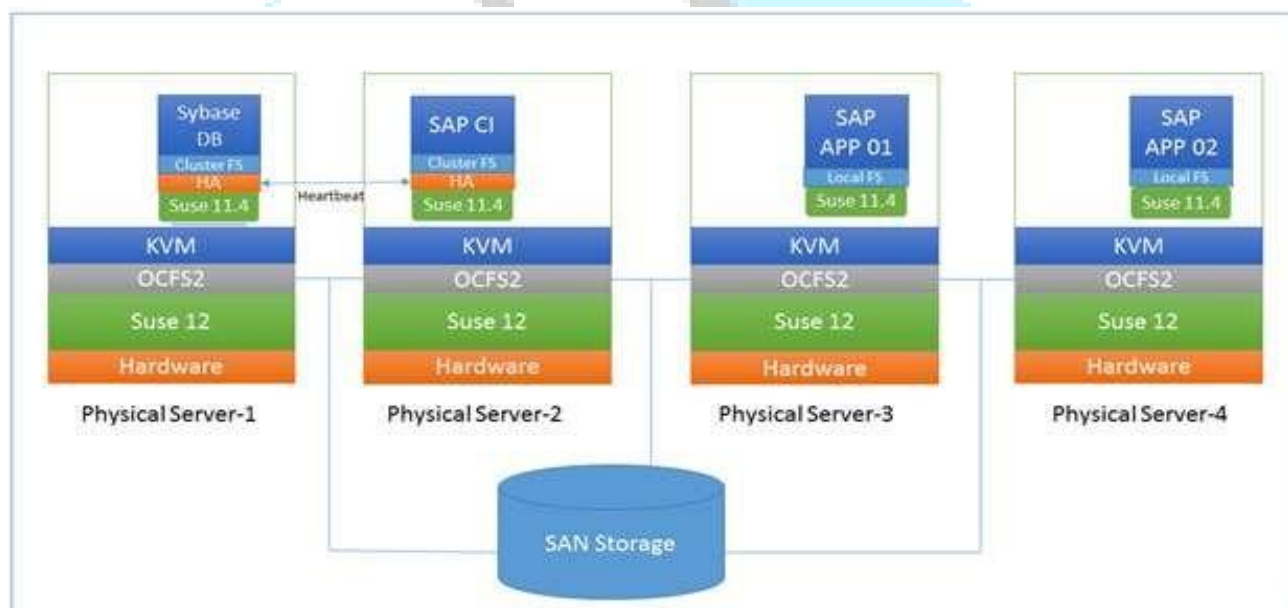 Sybase
DB
Cluster FS
HA
Suse 11.4
KVM
OCFS2
Suse 12
Hardware
Physical Server-1
Heartbeat
SAP CI
Cluster FS
HA
Suse 11.4
KVM
OCFS2
Suse 12
Hardware
Physical Server-2
SAP
APP 01
Local FS
Suse 11.4
KVM
OCFS2
Suse 12
Hardware
Physical Server-3
SAP
APP 02
Local FS
Suse 11.4
KVM
OCFS2
Suse 12
Hardware
Physical Server-4
SAN Storage